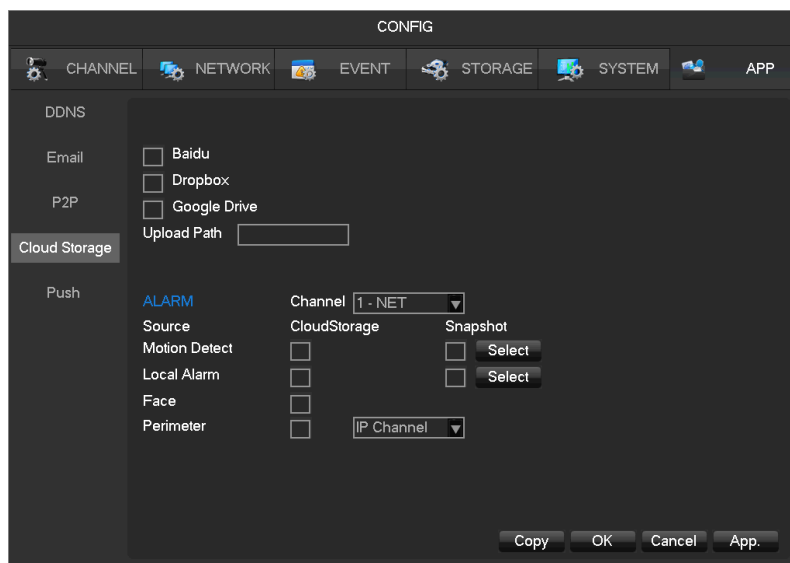 CONFIG
CHANNEL NETWORK EVENT STORAGE SYSTEM APP
DDNS
Email
P2P
Cloud Storage
Push
Baidu
Dropbox
Google Drive
Upload Path
ALARM Channel 1 - NET
Source CloudStorage Snapshot
Motion Detect Select
Local Alarm Select
Face
Perimeter IP Channel
Copy OK Cancel App.